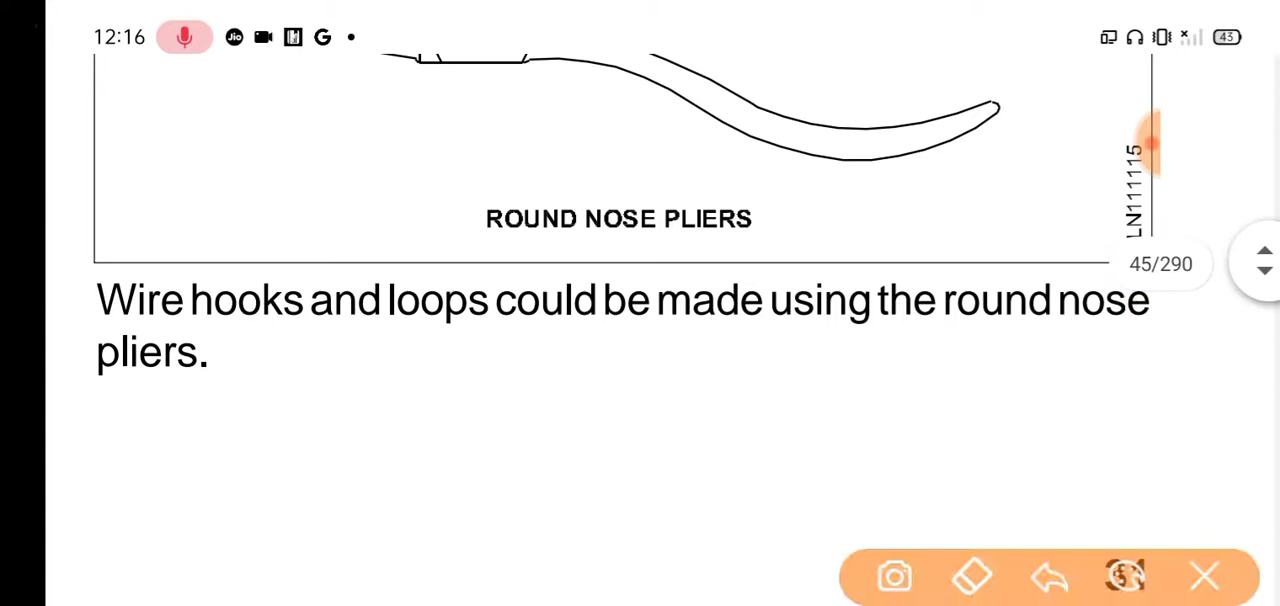 12:16
G
43
LN111115
ROUND NOSE PLIERS
45/290
Wire hooks and loops could be made using the round nose
pliers.